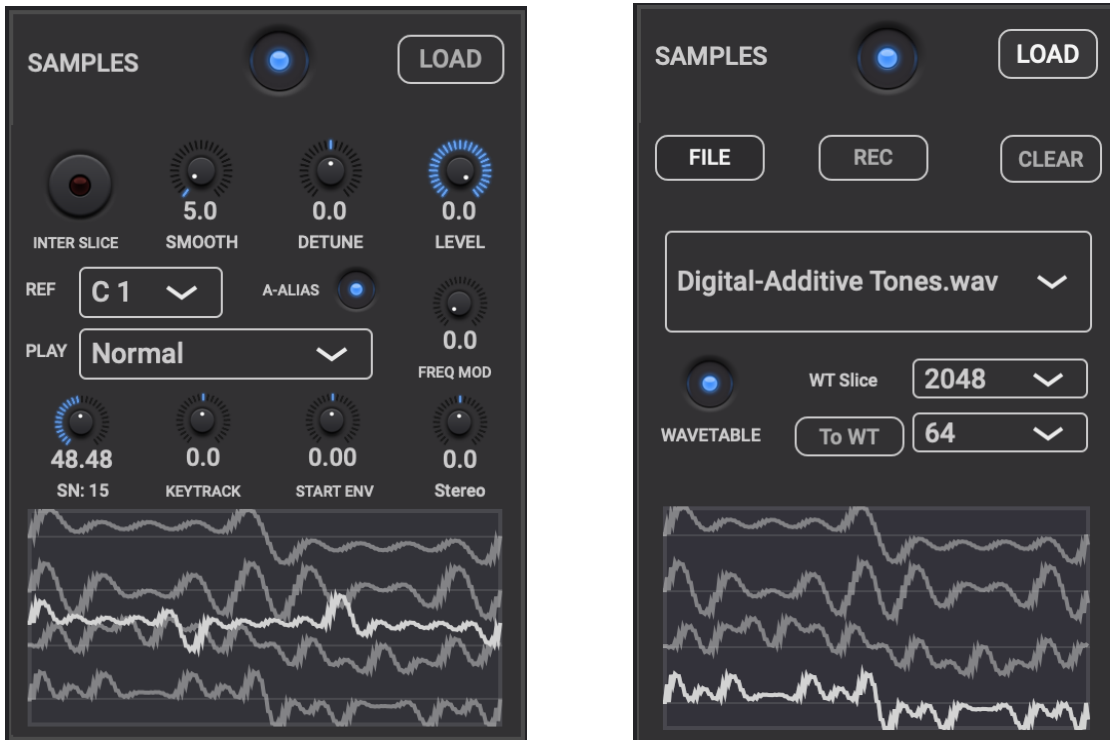 SAMPLES
LOAD
5.0
0.0
0.0
INTER SLICE
SMOOTH
DETUNE
LEVEL
REF
C 1
A-ALIAS
0.0
PLAY
Normal
FREQ MOD
48.48
0.0
0.00
0.0
SN: 15
KEYTRACK
START ENV
Stereo
SAMPLES
LOAD
FILE
REC
CLEAR
Digital-Additive Tones.wav
WT Slice
2048
WAVETABLE
To WT
64